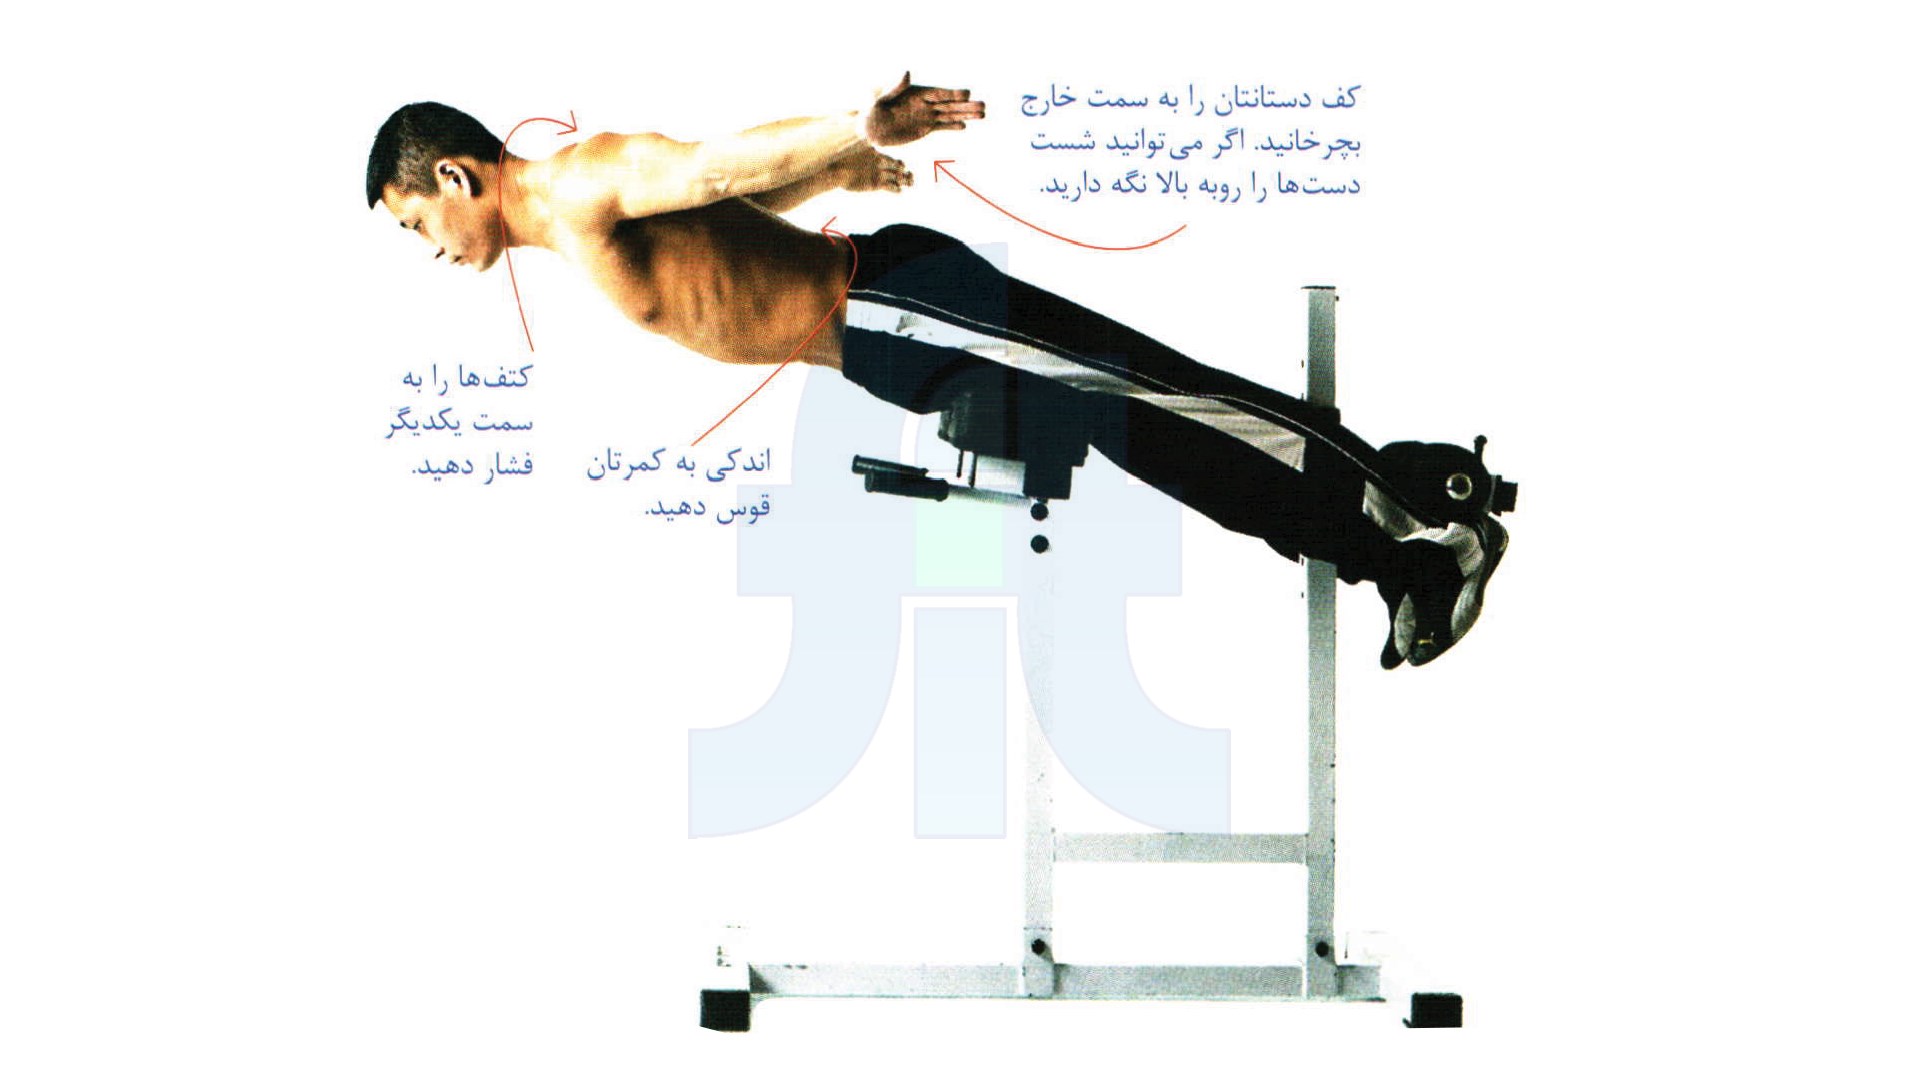 کف دستانتان را به سمت خارج
بچرخانید. اگر می‌توانید شست
دست‌ها را روبه بالا نگه دارید.
کتف‌ها را به
سمت یکدیگر
فشار دهید.
اندکی به کمرتان
قوس دهید.
fit